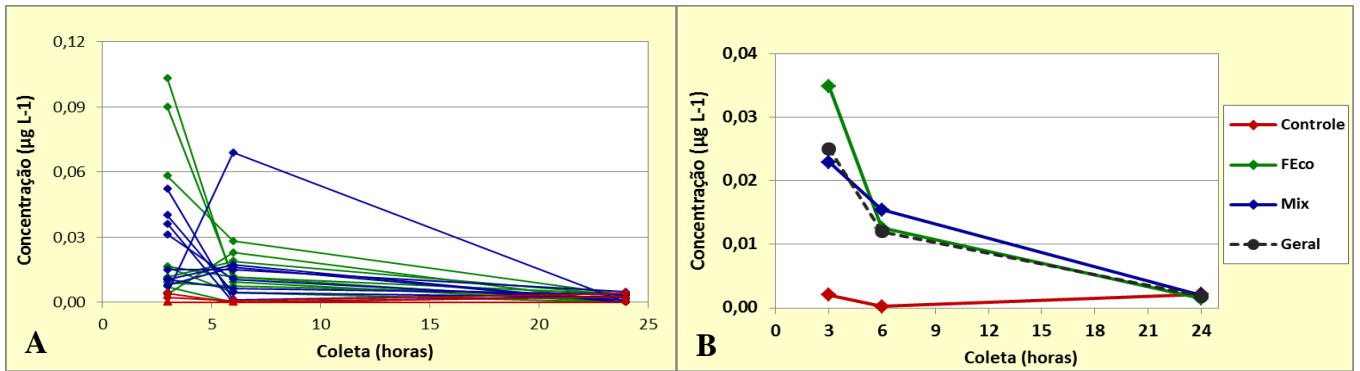 Concentração (µg L-1)
0,12
0,09
0,06
0,03
0,00
0 5 10 15 20 25
Coleta (horas)
A
Concentração (µg L-1)
0,04
0,03
0,02
0,01
0,00
0 3 6 9 12 15 18 21 24
Coleta (horas)
B
Controle
FEco
Mix
Geral